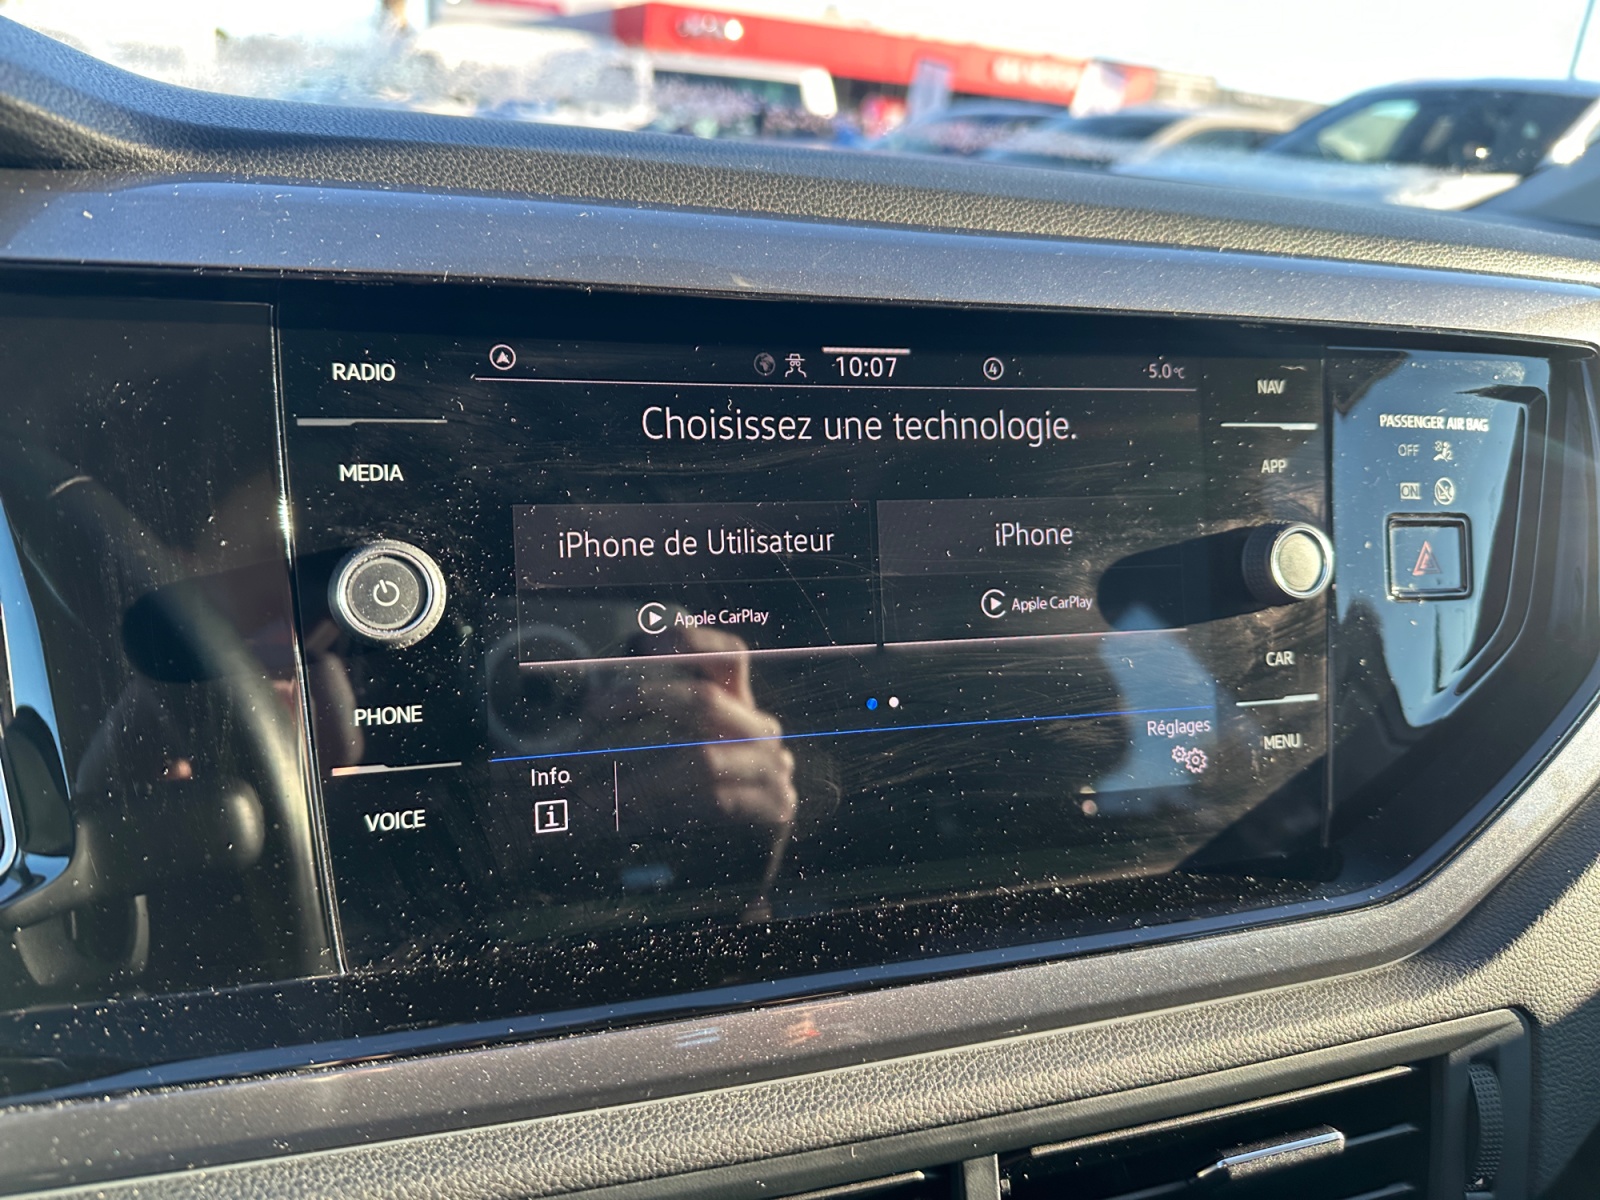 RADIO
MEDIA
PHONE
VOICE
10:07
4
5.0°C
Choisissez une technologie.
iPhone de Utilisateur
Apple CarPlay
iPhone
Apple CarPlay
Réglages
Info
i
NAV
APP
CAR
MENU
PASSENGER AIR BAG
OFF
ON